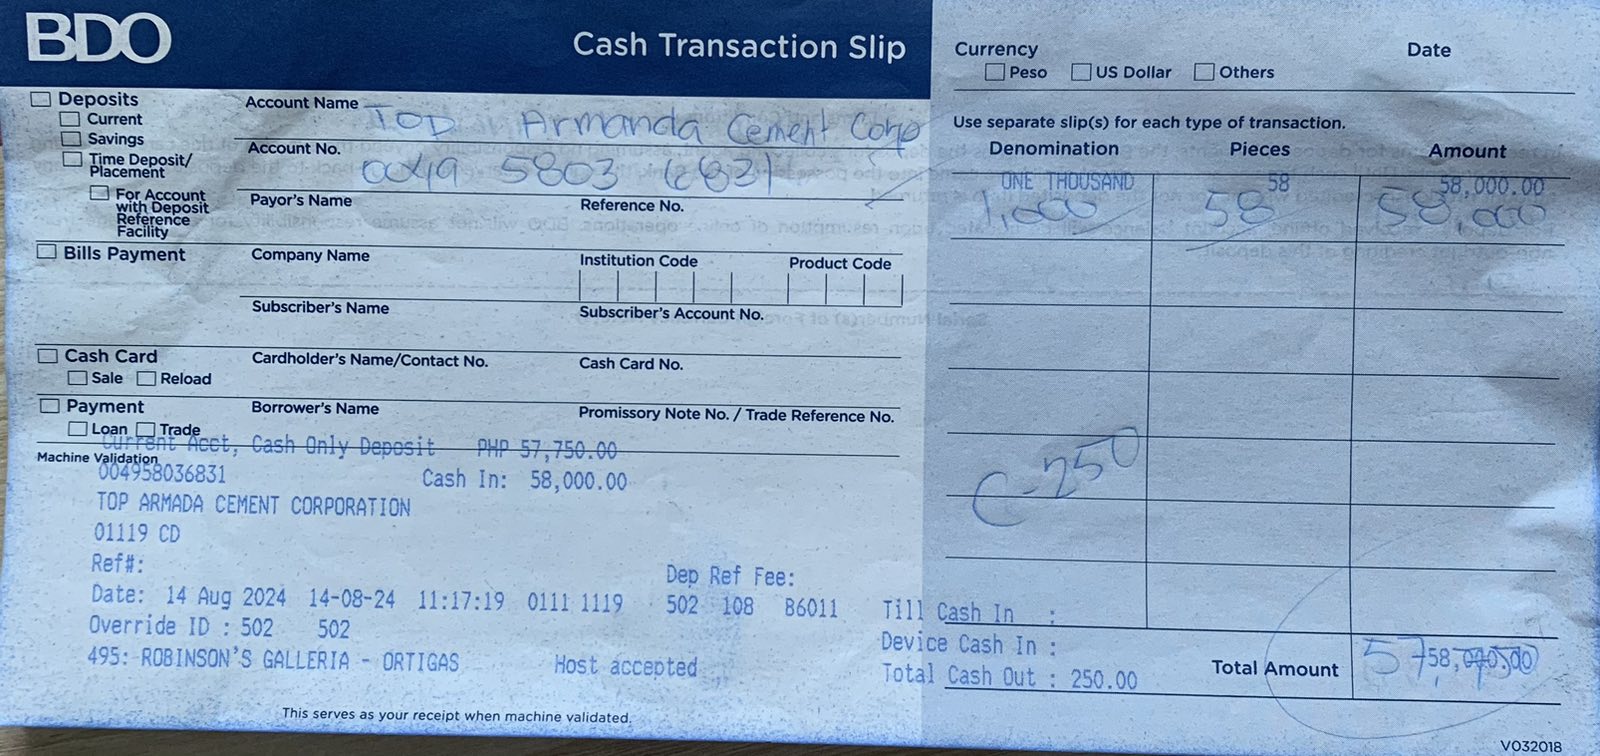 BDO
Cash Transaction Slip
Currency
Date
Peso US Dollar Others
Deposits
Current
Savings
Time Deposit/
Placement
For Account
with Deposit
Reference
Facility
Account Name TOP Armanda Cement Corp
Account No. 0049 5803 6831
Payor's Name Reference No.
Bills Payment
Company Name Institution Code Product Code
Subscriber's Name Subscriber's Account No.
Cash Card
Sale Reload
Cardholder's Name/Contact No. Cash Card No.
Payment
Loan Trade
Borrower's Name Promissory Note No. / Trade Reference No.
Use separate slip(s) for each type of transaction.
Denomination Pieces Amount
ONE THOUSAND 58 58,000.00
1,000 58 58,000
C-250
Current Acct, Cash Only Deposit PHP 57,750.00
Machine Validation
004958036831 Cash In: 58,000.00
TOP ARMADA CEMENT CORPORATION
01119 CD
Ref#:
Dep Ref Fee:
Date: 14 Aug 2024 14-08-24 11:17:19 0111 1119 502 108 B6011
Till Cash In :
Override ID : 502 502
Device Cash In :
495: ROBINSON'S GALLERIA - ORTIGAS Host accepted
Total Cash Out : 250.00
Total Amount
This serves as your receipt when machine validated.
V032018